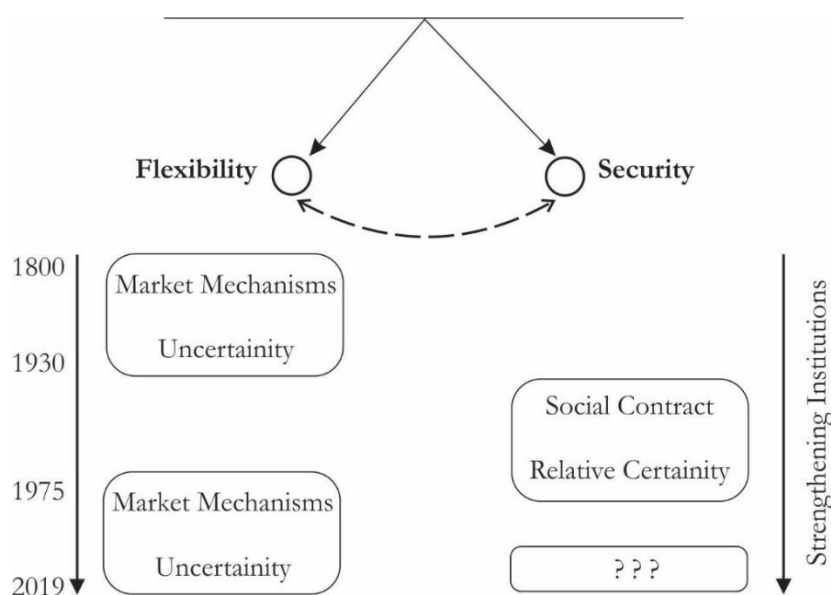 Flexibility
Security
1800
Market Mechanisms
Uncertainity
1930
Social Contract
Relative Certainity
1975
Market Mechanisms
Uncertainity
? ? ?
2019
Strengthening Institutions